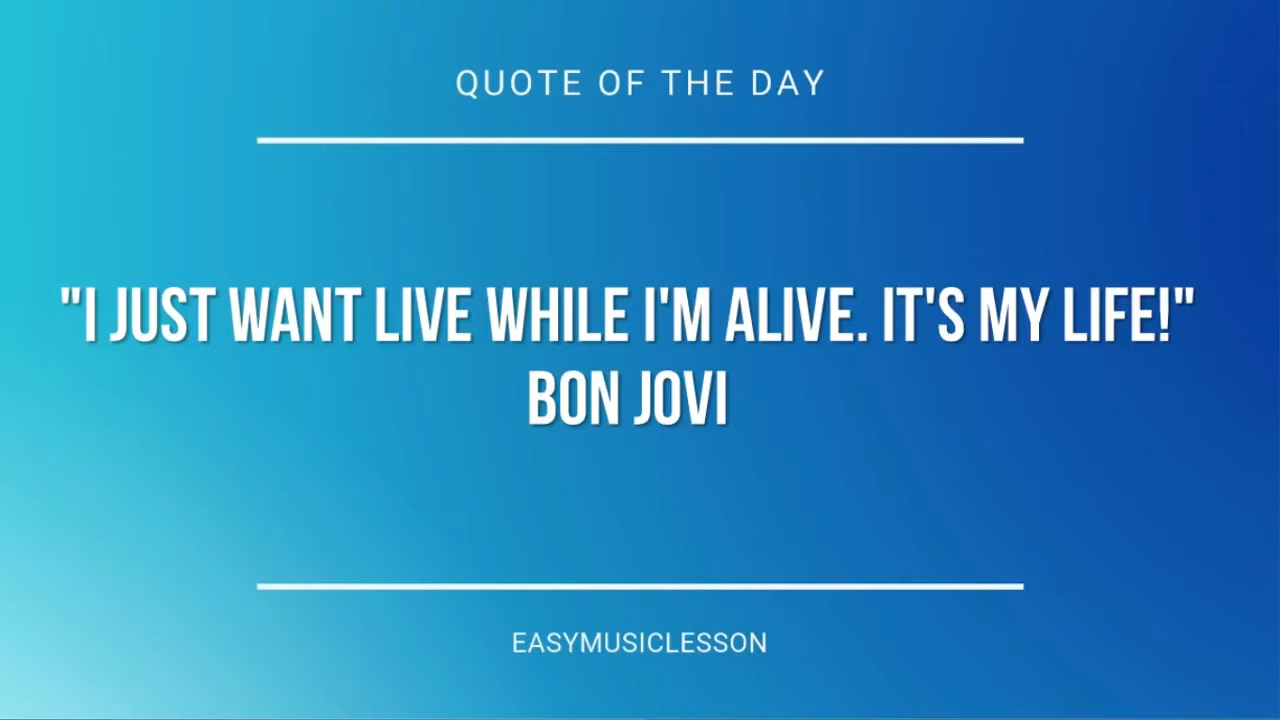 QUOTE OF THE DAY
"I JUST WANT LIVE WHILE I'M ALIVE. IT'S MY LIFE!"
BON JOVI
EASYMUSICLESSON